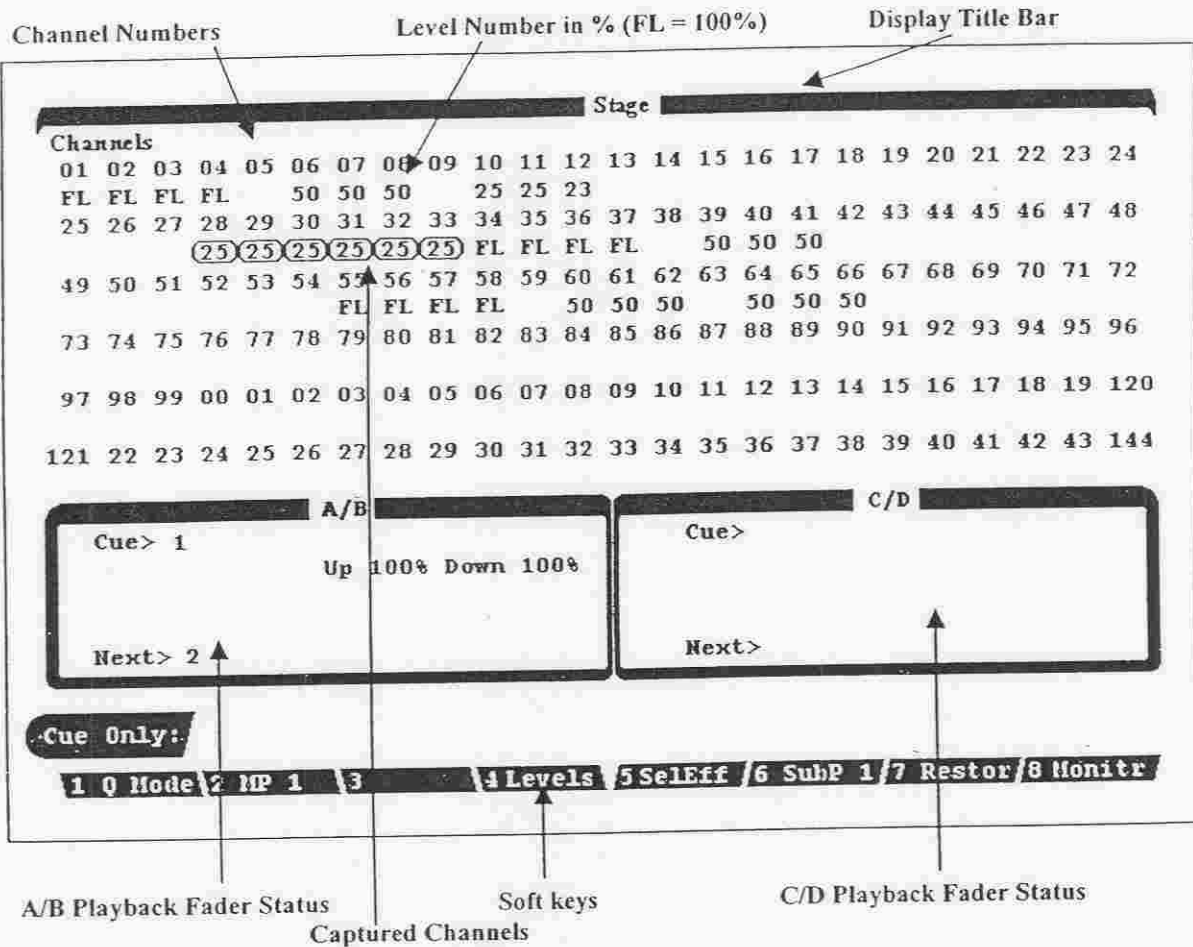 Channel Numbers
Level Number in % (FL = 100%)
Display Title Bar
Stage
Channels
01 02 03 04 05 06 07 08 09 10 11 12 13 14 15 16 17 18 19 20 21 22 23 24
FL FL FL FL 50 50 50 25 25 23
25 26 27 28 29 30 31 32 33 34 35 36 37 38 39 40 41 42 43 44 45 46 47 48
25 25 25 25 25 25 FL FL FL FL 50 50 50
49 50 51 52 53 54 55 56 57 58 59 60 61 62 63 64 65 66 67 68 69 70 71 72
FL FL FL FL 50 50 50 50 50 50
73 74 75 76 77 78 79 80 81 82 83 84 85 86 87 88 89 90 91 92 93 94 95 96
97 98 99 00 01 02 03 04 05 06 07 08 09 10 11 12 13 14 15 16 17 18 19 120
121 22 23 24 25 26 27 28 29 30 31 32 33 34 35 36 37 38 39 40 41 42 43 144
A/B
Cue> 1
Up 100% Down 100%
Next> 2
C/D
Cue>
Next>
Cue Only:
1 Q Mode 2 MP 1 3 4 Levels 5 SelEff 6 SubP 1 7 Restor 8 Monitr
A/B Playback Fader Status
Soft keys
C/D Playback Fader Status
Captured Channels